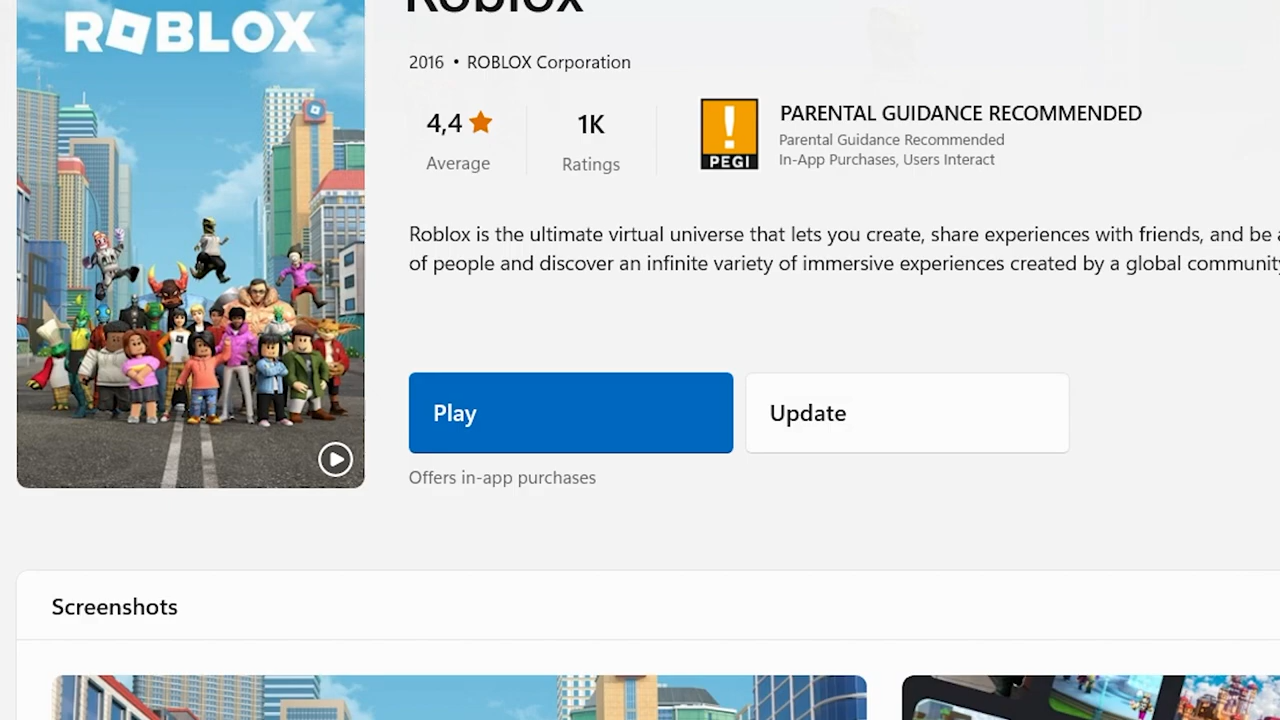 Roblox
ROBLOX
2016 • ROBLOX Corporation
4,4
Average
1K
Ratings
PEGI
PARENTAL GUIDANCE RECOMMENDED
Parental Guidance Recommended
In-App Purchases, Users Interact
Roblox is the ultimate virtual universe that lets you create, share experiences with friends, and be a
of people and discover an infinite variety of immersive experiences created by a global community
Play
Update
Offers in-app purchases
Screenshots